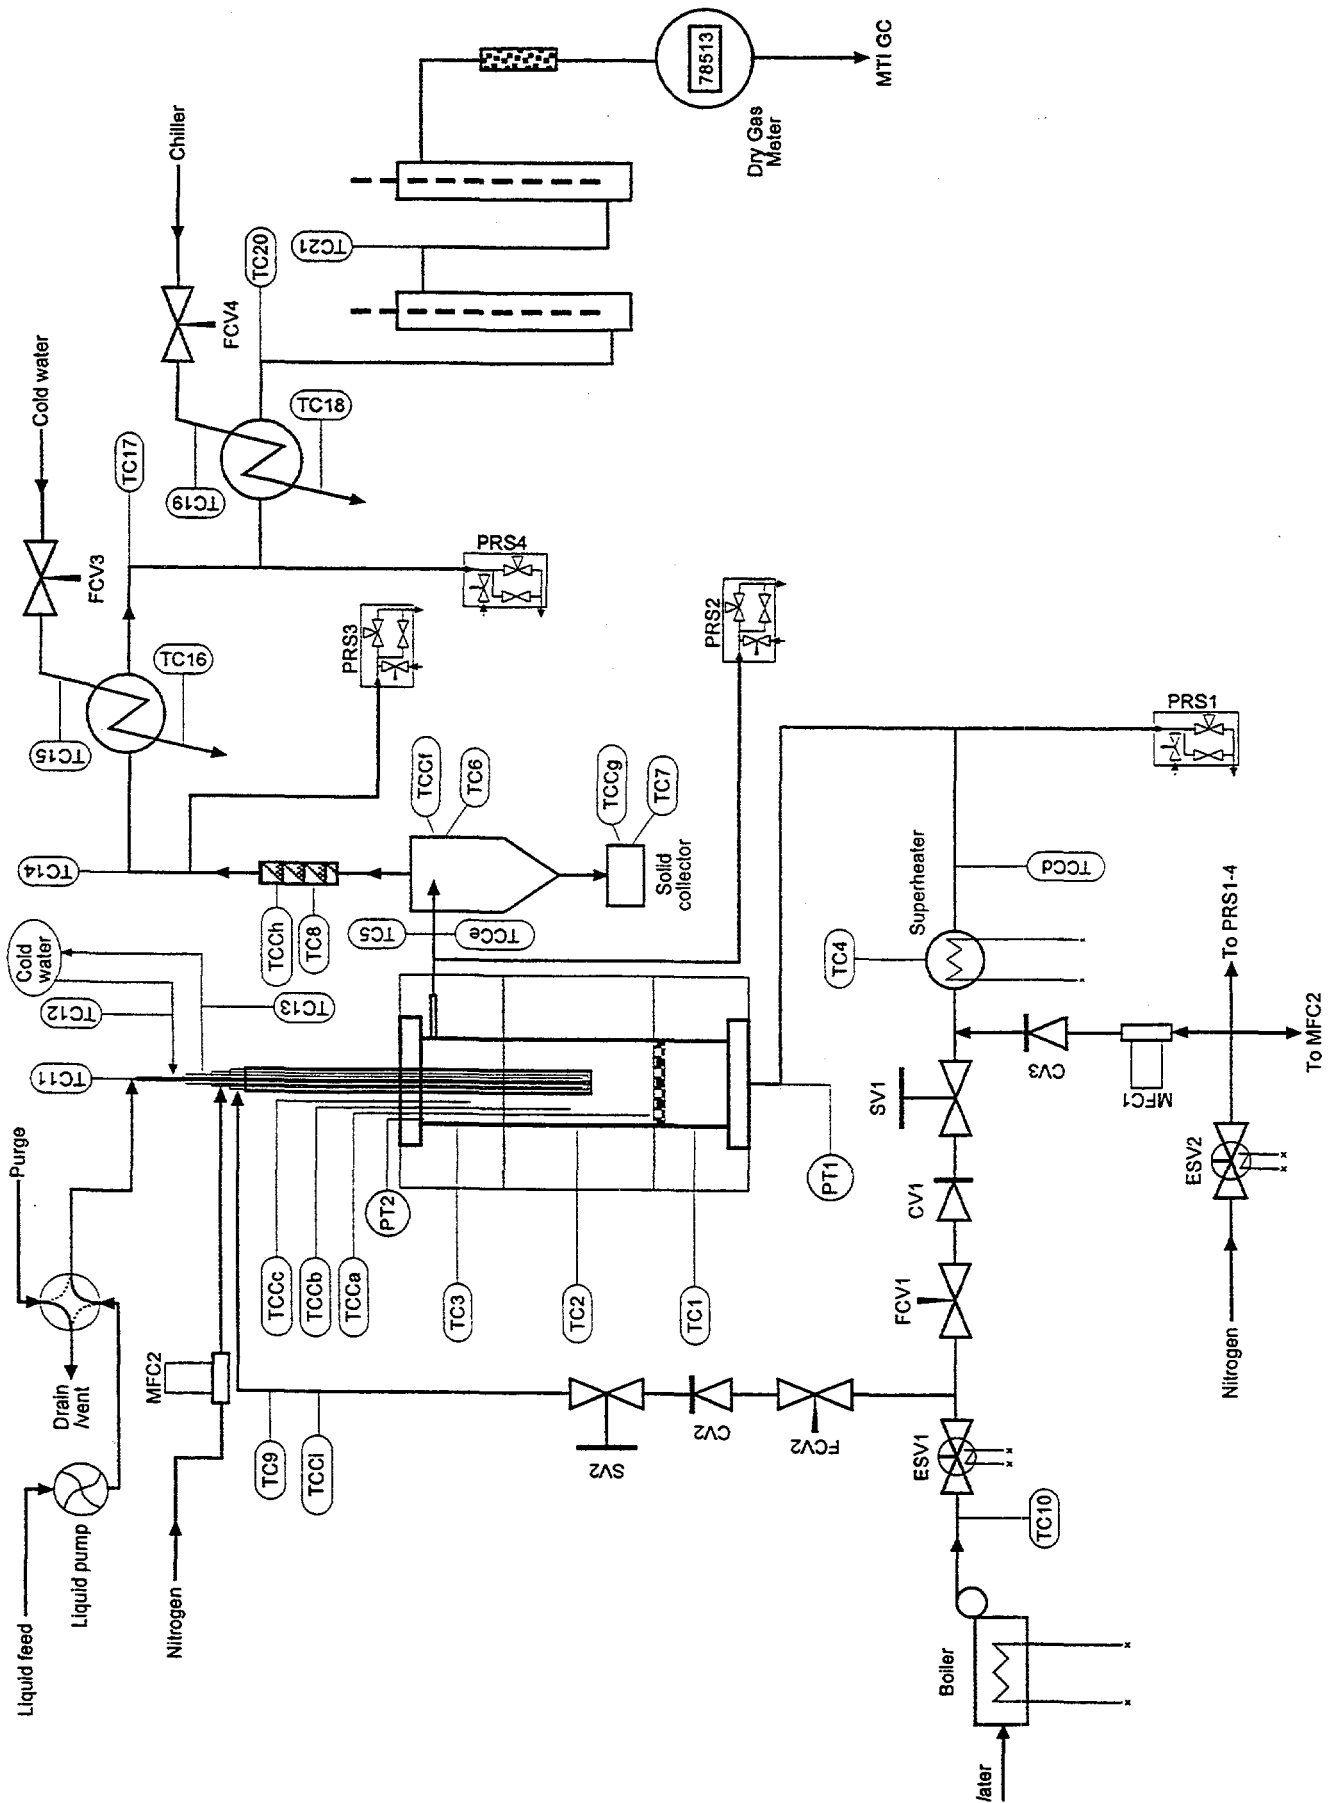 Liquid feed
Liquid pump
Purge
Drain
/vent
Nitrogen
MFC2
TC11
TC12
Cold
water
TC13
TC14
TC15
TC16
Cold water
FCV3
TC17
Chiller
FCV4
TC19
TC18
TC20
TC21
78513
Dry Gas
Meter
MTI GC
TC9
TCCi
TCCc
TCCb
TCCa
PT2
TC3
TC2
TC1
TC5
TCCe
TCCh
TC8
TCCf
TC6
TCCg
TC7
Solid
collector
PRS3
PRS4
PRS2
PRS1
SV2
CV2
FCV2
PT1
Boiler
TC10
ESV1
FCV1
CV1
SV1
TC4
Superheater
TCCd
CV3
MFC1
Nitrogen
ESV2
To PRS1-4
To MFC2